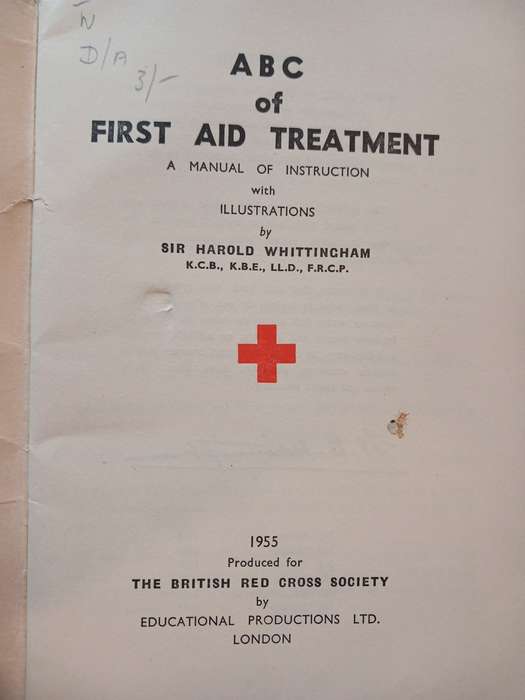 N
D/A
3/-
ABC
of
FIRST AID TREATMENT
A MANUAL OF INSTRUCTION
with
ILLUSTRATIONS
by
SIR HAROLD WHITTINGHAM
K.C.B., K.B.E., LL.D., F.R.C.P.
1955
Produced for
THE BRITISH RED CROSS SOCIETY
by
EDUCATIONAL PRODUCTIONS LTD.
LONDON